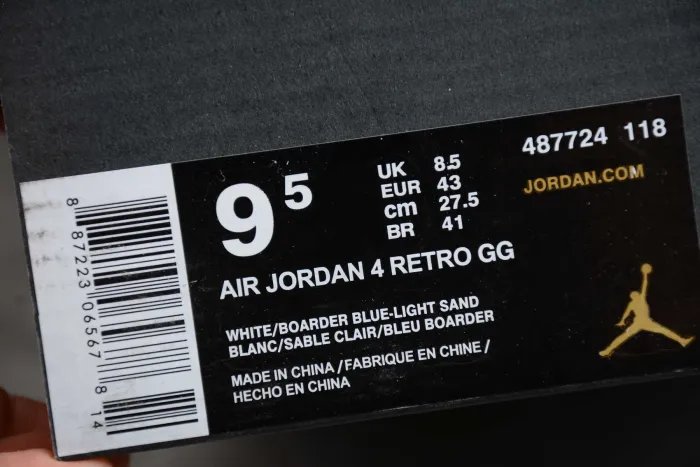 487724 118
JORDAN.COM
9 5
UK 8.5
EUR 43
cm 27.5
BR 41
AIR JORDAN 4 RETRO GG
WHITE/BOARDER BLUE-LIGHT SAND
BLANC/SABLE CLAIR/BLEU BOARDER
MADE IN CHINA/FABRIQUE EN CHINE/
HECHO EN CHINA
8 87223 06567 8 14